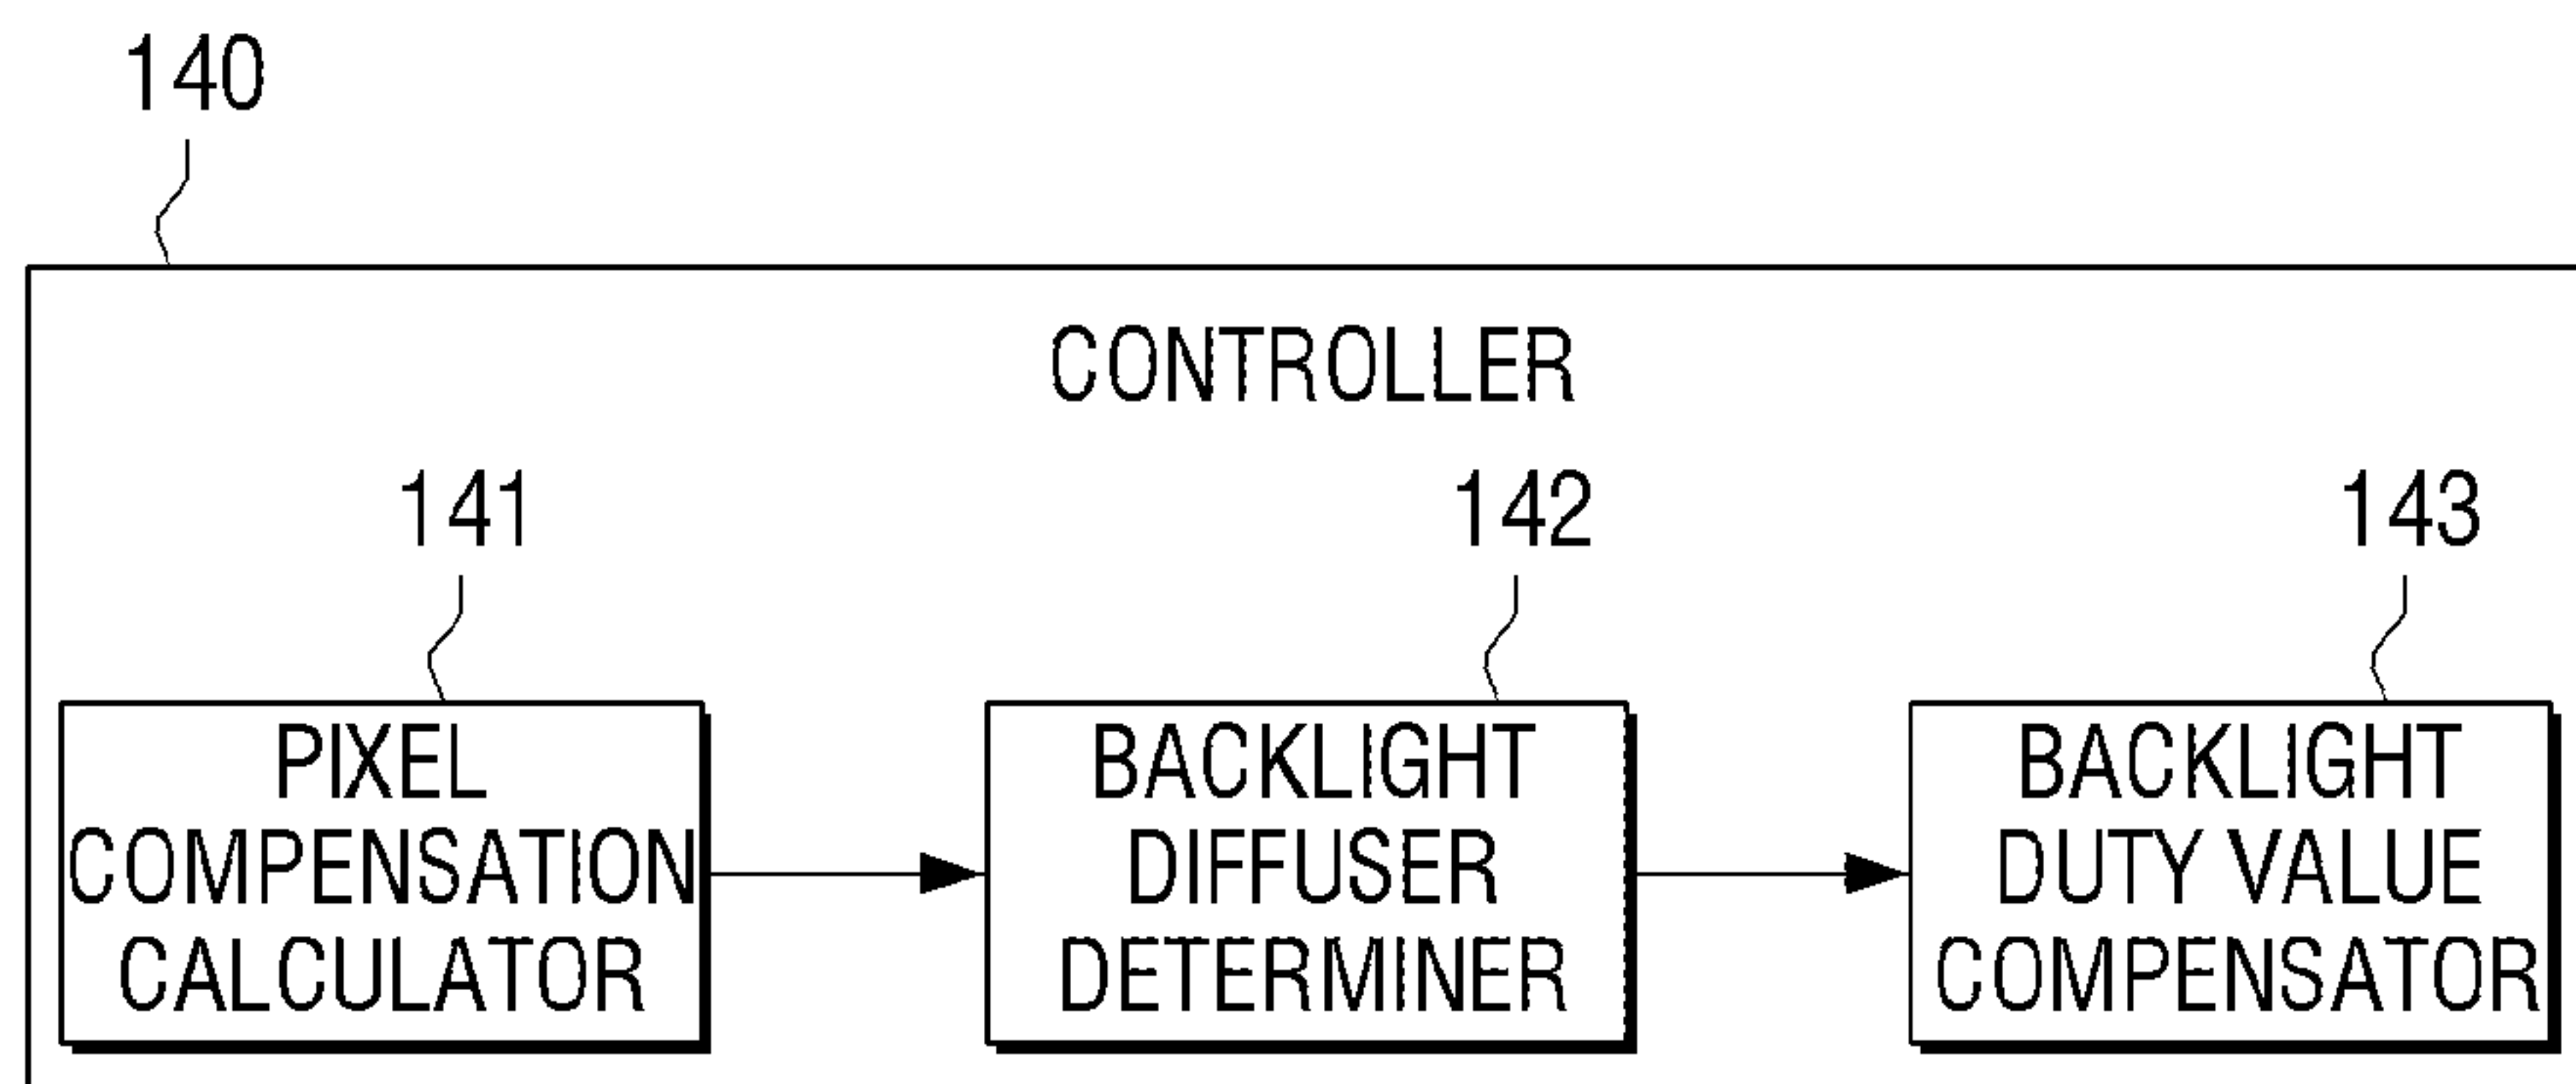 140
CONTROLLER
141
142
143
PIXEL
COMPENSATION
CALCULATOR
BACKLIGHT
DIFFUSER
DETERMINER
BACKLIGHT
DUTY VALUE
COMPENSATOR